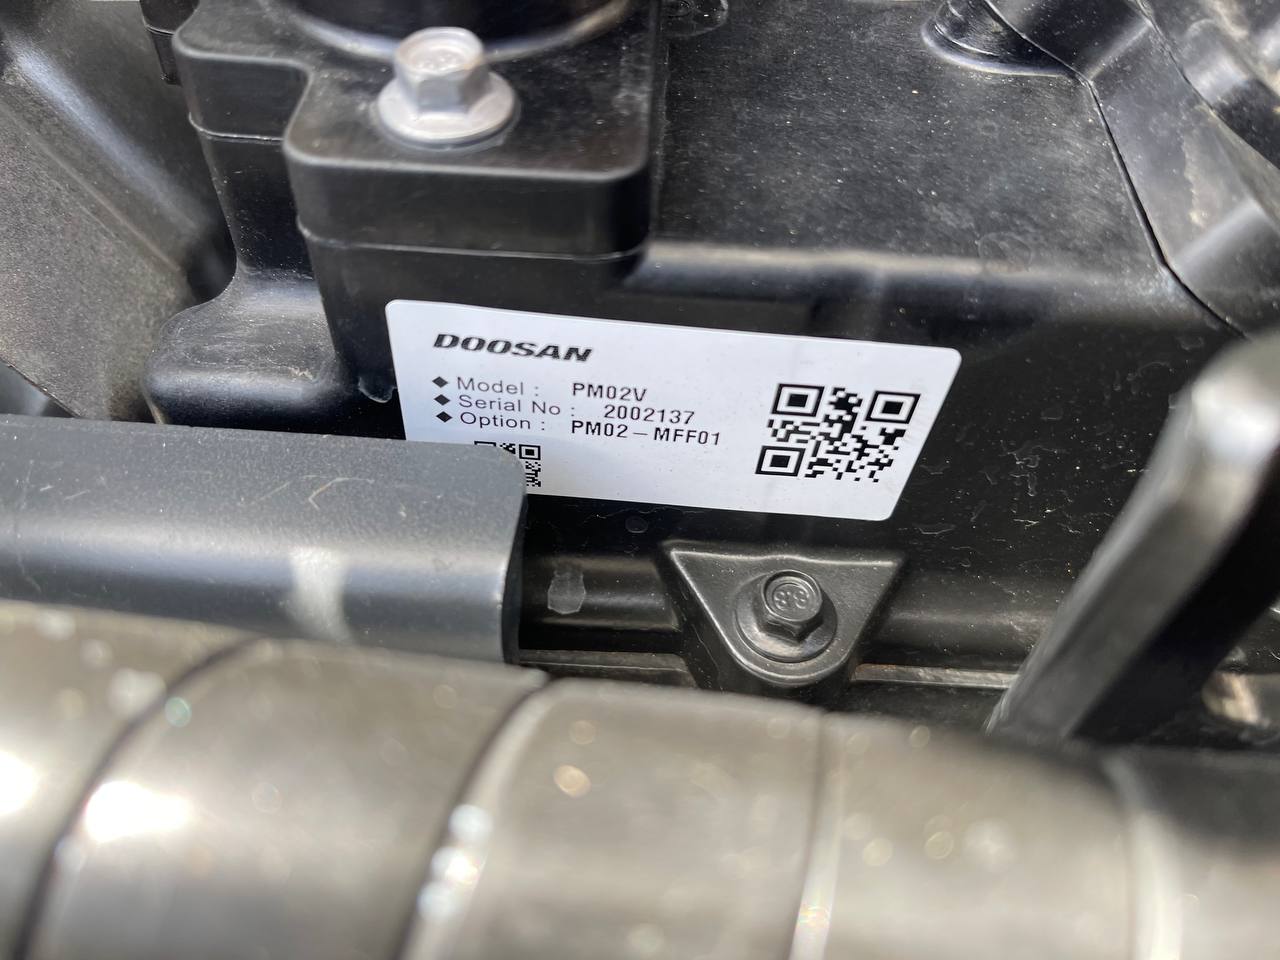 DOOSAN
◆ Model : PM02V
◆ Serial No : 2002137
◆ Option : PM02-MFF01